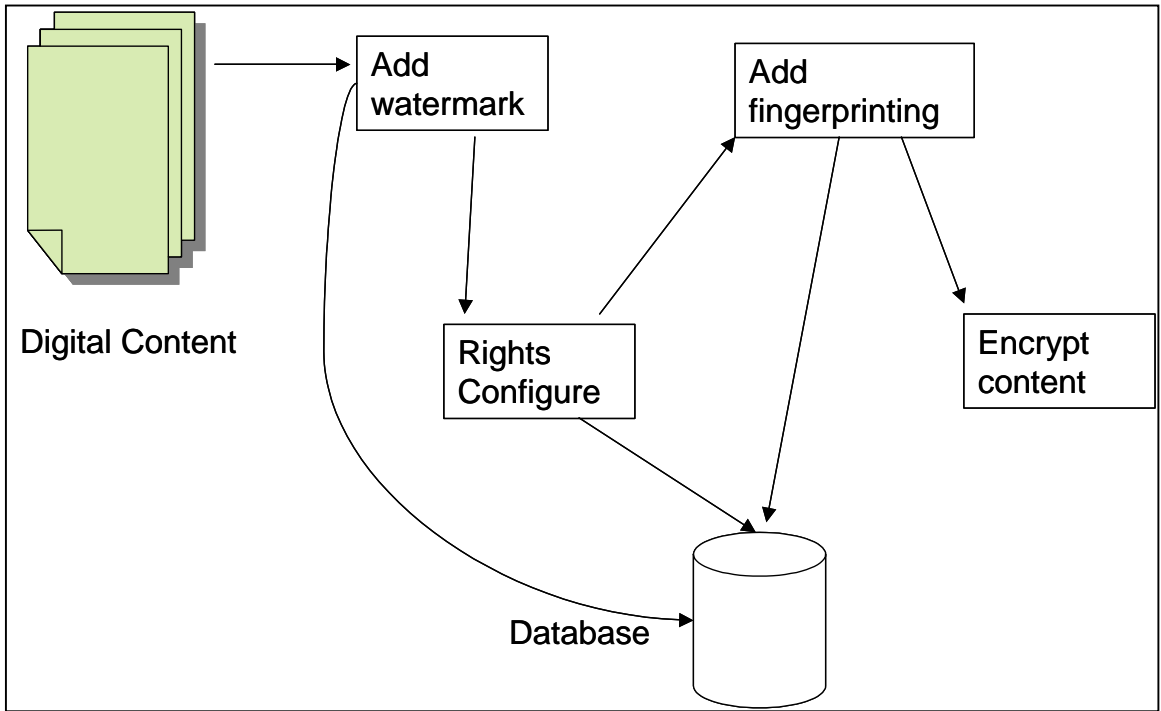 Add
watermark
Add
fingerprinting
Digital Content
Rights
Configure
Encrypt
content
Database